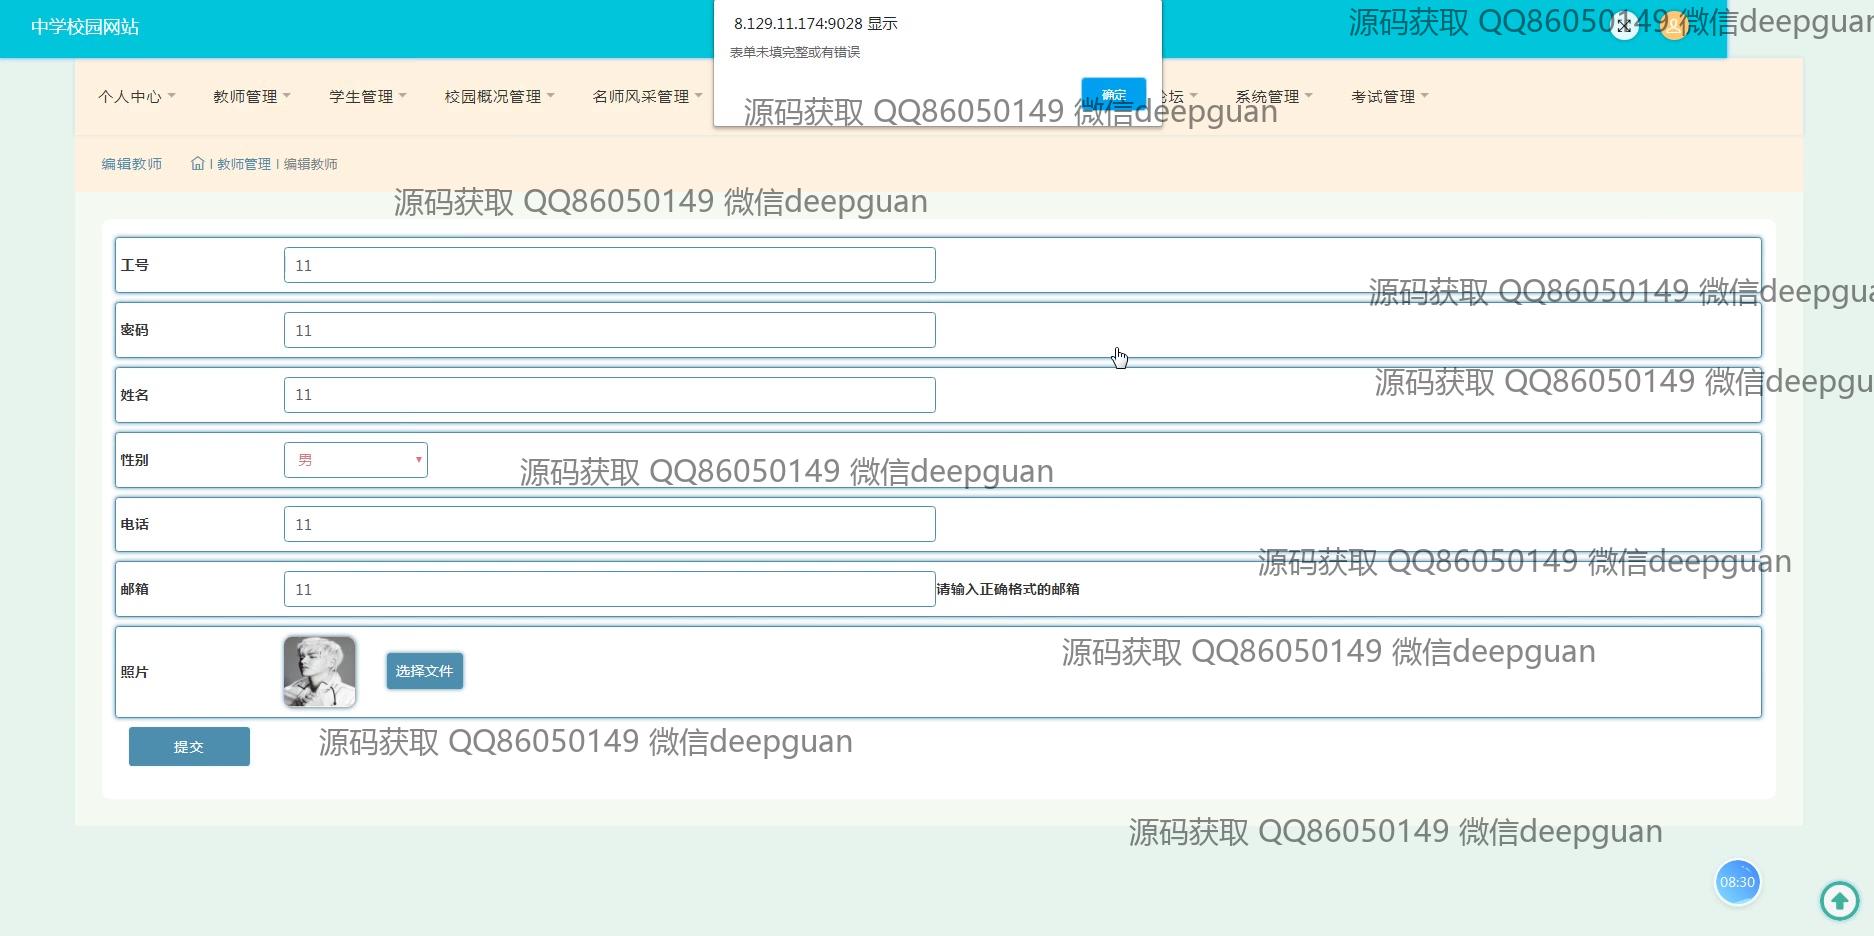 中学校园网站
8.129.11.174:9028 显示
表单未填完整或有错误
确定
源码获取 QQ86050149 微信deepguan
个人中心 教师管理 学生管理 校园概况管理 名师风采管理 论坛 系统管理 考试管理
源码获取 QQ86050149 微信deepguan
编辑教师 教师管理 编辑教师
源码获取 QQ86050149 微信deepguan
工号 11
源码获取 QQ86050149 微信deepgua
密码 11
姓名 11
源码获取 QQ86050149 微信deepgu
性别 男
源码获取 QQ86050149 微信deepguan
电话 11
源码获取 QQ86050149 微信deepguan
邮箱 11 请输入正确格式的邮箱
照片 选择文件
源码获取 QQ86050149 微信deepguan
提交
源码获取 QQ86050149 微信deepguan
源码获取 QQ86050149 微信deepguan
08:30